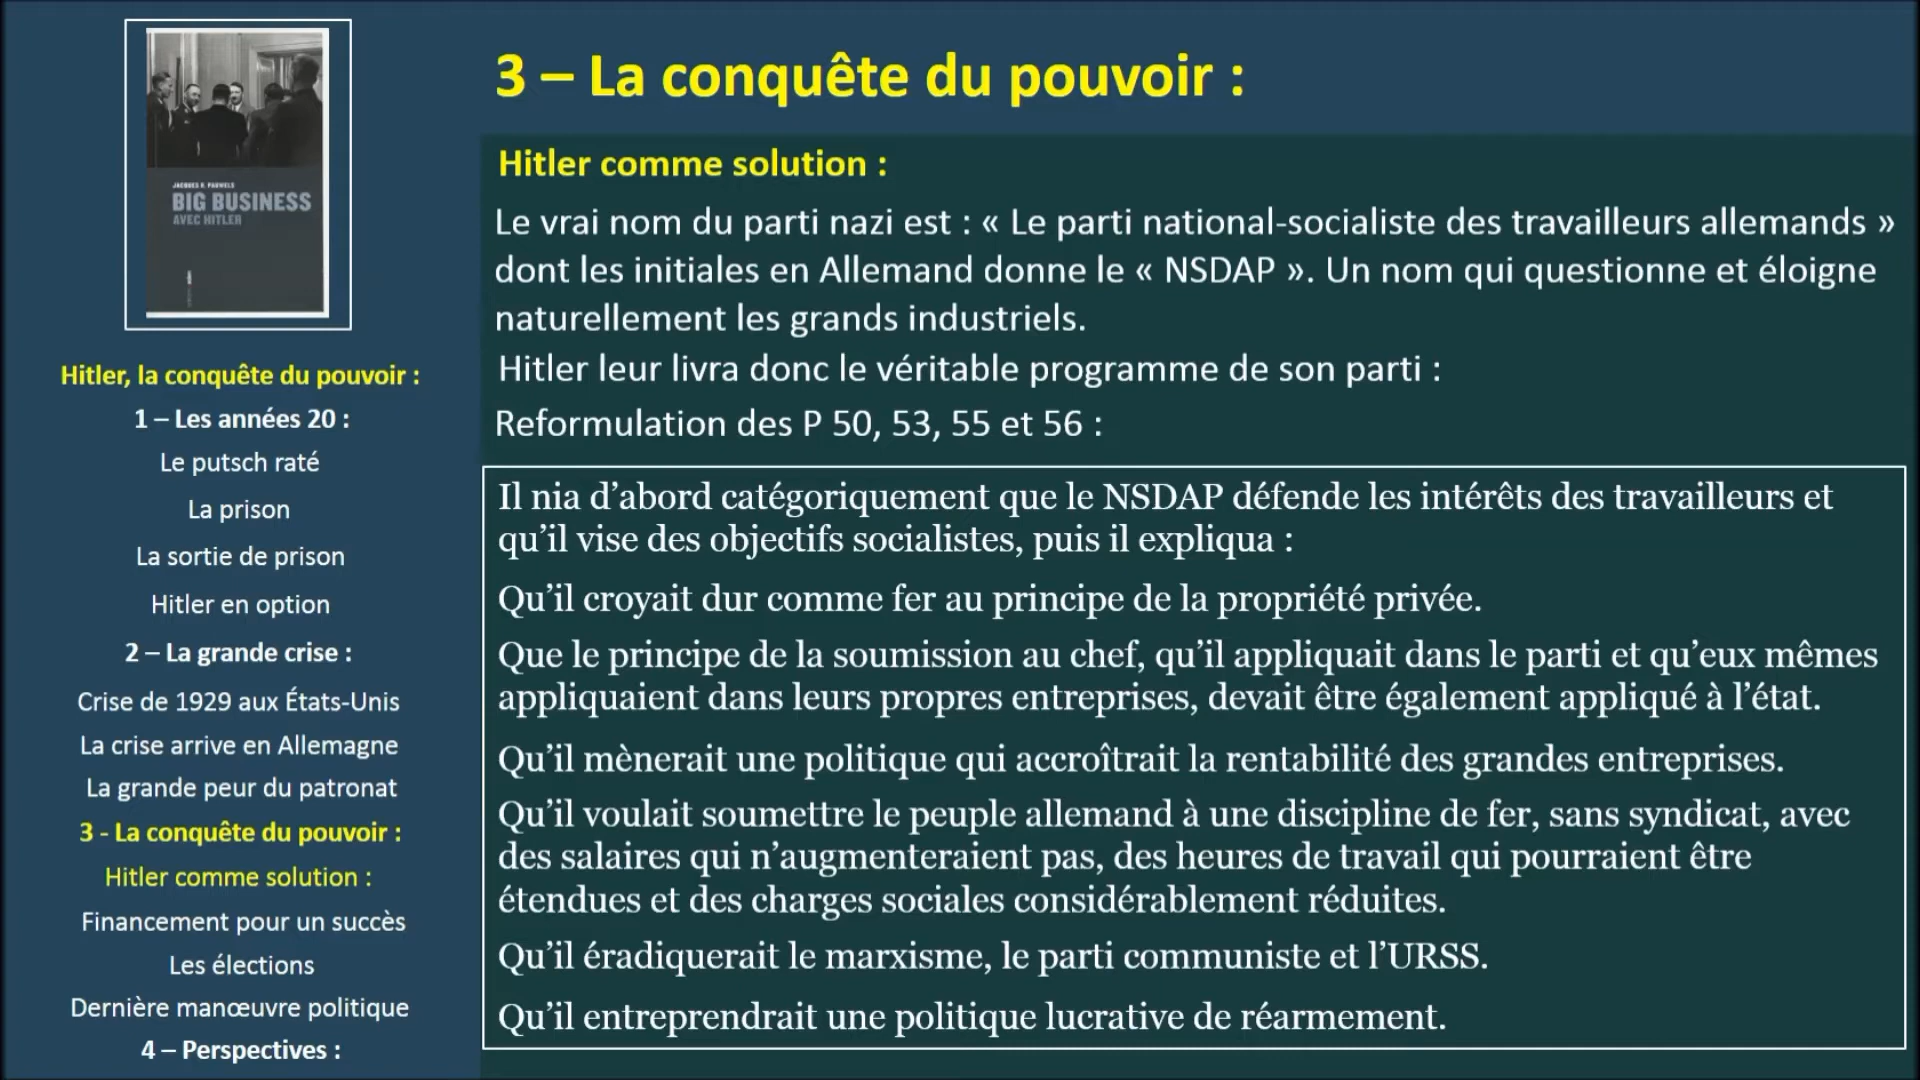 JACQUES R. PAUWELS
BIG BUSINESS
AVEC HITLER
Hitler, la conquête du pouvoir :
1 – Les années 20 :
Le putsch raté
La prison
La sortie de prison
Hitler en option
2 – La grande crise :
Crise de 1929 aux États-Unis
La crise arrive en Allemagne
La grande peur du patronat
3 - La conquête du pouvoir :
Hitler comme solution :
Financement pour un succès
Les élections
Dernière manœuvre politique
4 – Perspectives :
3 – La conquête du pouvoir :
Hitler comme solution :
Le vrai nom du parti nazi est : « Le parti national-socialiste des travailleurs allemands »
dont les initiales en Allemand donne le « NSDAP ». Un nom qui questionne et éloigne
naturellement les grands industriels.
Hitler leur livra donc le véritable programme de son parti :
Reformulation des P 50, 53, 55 et 56 :
Il nia d’abord catégoriquement que le NSDAP défende les intérêts des travailleurs et
qu’il vise des objectifs socialistes, puis il expliqua :
Qu’il croyait dur comme fer au principe de la propriété privée.
Que le principe de la soumission au chef, qu’il appliquait dans le parti et qu’eux mêmes
appliquaient dans leurs propres entreprises, devait être également appliqué à l’état.
Qu’il mènerait une politique qui accroîtrait la rentabilité des grandes entreprises.
Qu’il voulait soumettre le peuple allemand à une discipline de fer, sans syndicat, avec
des salaires qui n’augmenteraient pas, des heures de travail qui pourraient être
étendues et des charges sociales considérablement réduites.
Qu’il éradiquerait le marxisme, le parti communiste et l’URSS.
Qu’il entreprendrait une politique lucrative de réarmement.